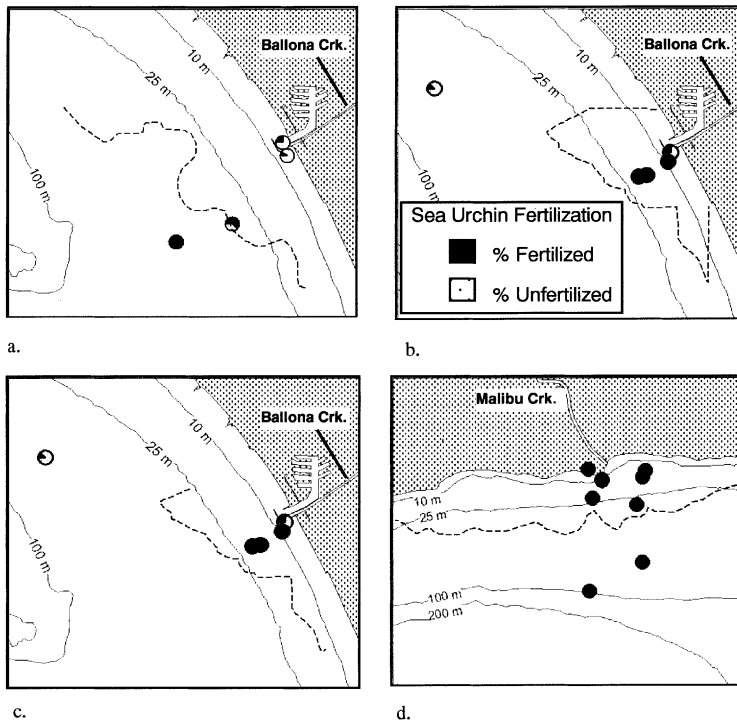 Ballona Crk.
10 m
25 m
100 m
a.
Ballona Crk.
10 m
25 m
100 m
Sea Urchin Fertilization
% Fertilized
% Unfertilized
b.
Ballona Crk.
10 m
25 m
100 m
c.
Malibu Crk.
10 m
25 m
100 m
200 m
d.